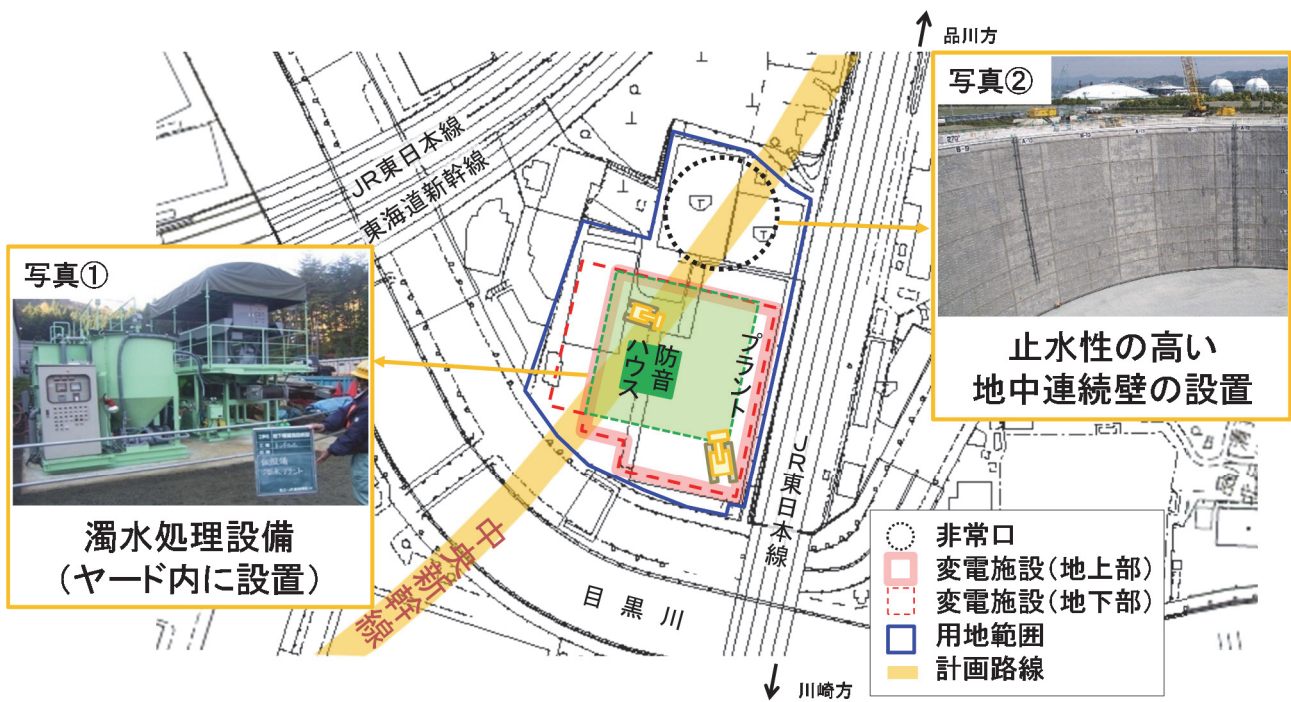 品川方
写真②
止水性の高い
地中連続壁の設置
JR東日本線
東海道新幹線
写真①
濁水処理設備
（ヤード内に設置）
防音
ハウス
プラント
JR東日本線
中央新幹線
目黒川
川崎方
非常口
変電施設（地上部）
変電施設（地下部）
用地範囲
計画路線